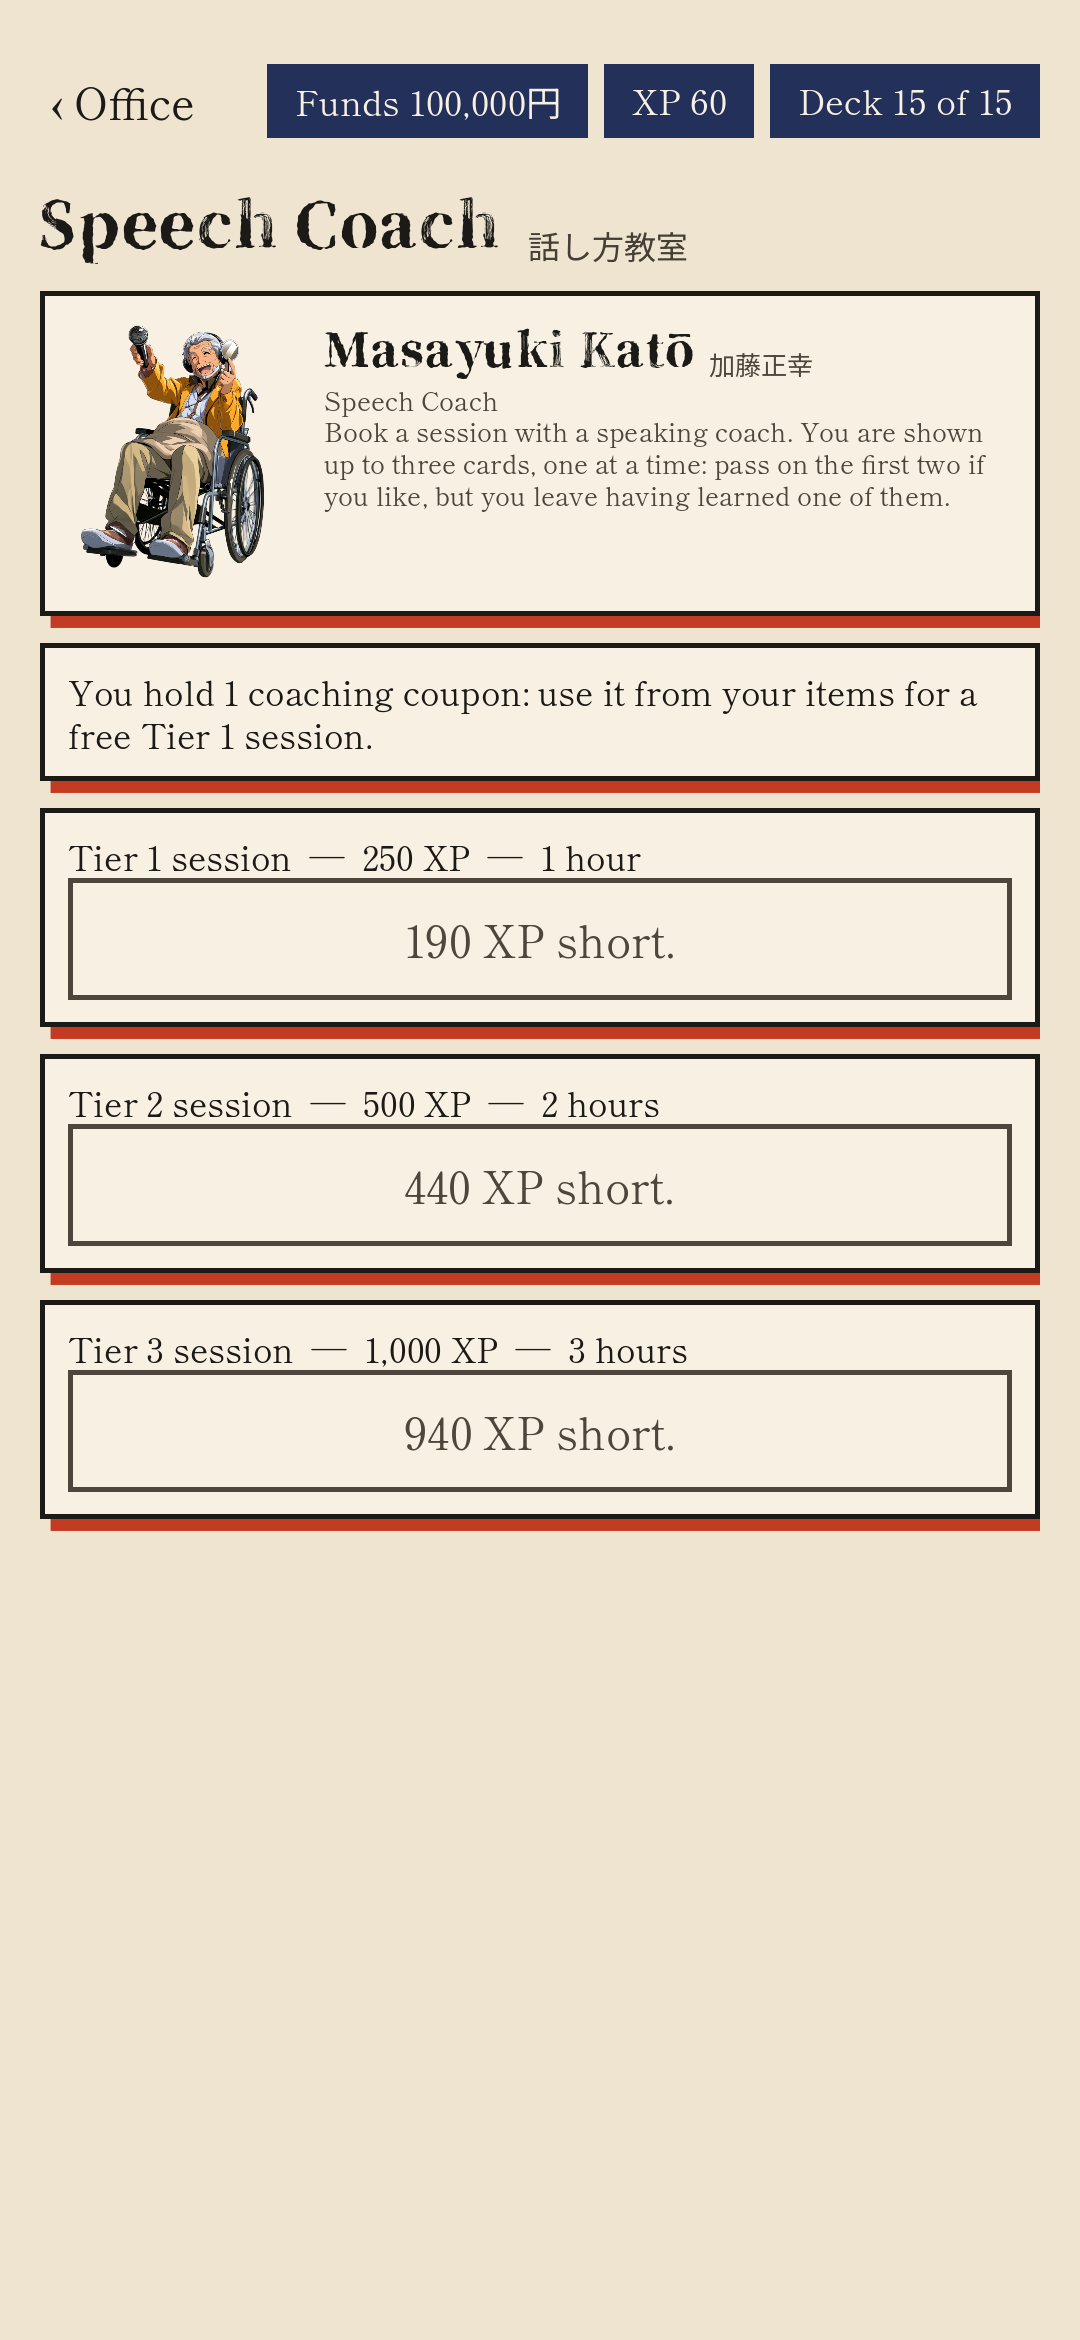 ‹ Office
Funds 100,000円
XP 60
Deck 15 of 15
Speech Coach 話し方教室
Masayuki Katō 加藤正幸
Speech Coach
Book a session with a speaking coach. You are shown
up to three cards, one at a time: pass on the first two if
you like, but you leave having learned one of them.
You hold 1 coaching coupon: use it from your items for a
free Tier 1 session.
Tier 1 session — 250 XP — 1 hour
190 XP short.
Tier 2 session — 500 XP — 2 hours
440 XP short.
Tier 3 session — 1,000 XP — 3 hours
940 XP short.